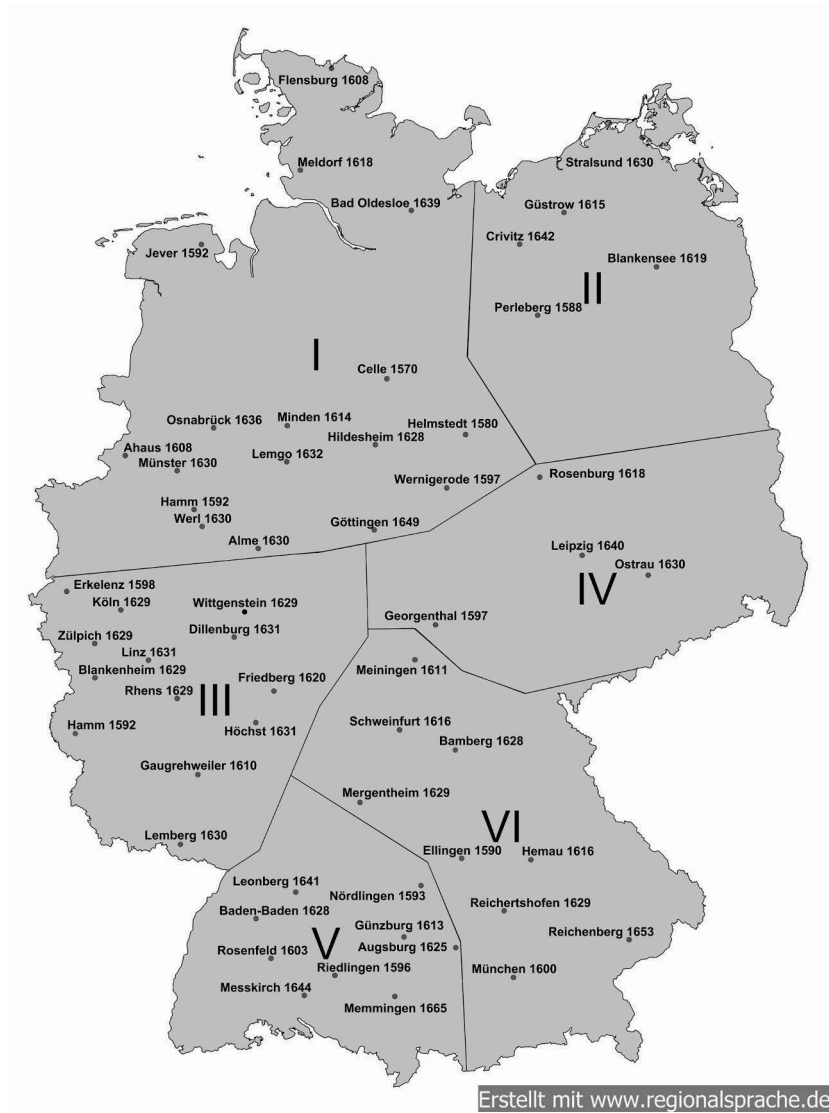 Flensburg 1608
Meldorf 1618
Stralsund 1630
Bad Oldesloe 1639
Güstrow 1615
Crivitz 1642
Jever 1592
Blankensee 1619
II
Perleberg 1588
I
Celle 1570
Osnabrück 1636
Minden 1614
Helmstedt 1580
Hildesheim 1628
Ahaus 1608
Münster 1630
Lemgo 1632
Wernigerode 1597
Rosenburg 1618
Hamm 1592
Werl 1630
Göttingen 1649
Alme 1630
Leipzig 1640
Ostrau 1630
IV
Erkelenz 1598
Köln 1629
Wittgenstein 1629
Georgenthal 1597
Zülpich 1629
Dillenburg 1631
Linz 1631
Blankenheim 1629
Meiningen 1611
Friedberg 1620
Rhens 1629
III
Hamm 1592
Höchst 1631
Schweinfurt 1616
Bamberg 1628
Gaugrehweiler 1610
Mergentheim 1629
VI
Lemberg 1630
Ellingen 1590
Hemau 1616
Leonberg 1641
Nördlingen 1593
Baden-Baden 1628
Reichertshofen 1629
Günzburg 1613
V
Reichenberg 1653
Augsburg 1625
Rosenfeld 1603
Riedlingen 1596
München 1600
Messkirch 1644
Memmingen 1665
Erstellt mit www.regionalsprache.de